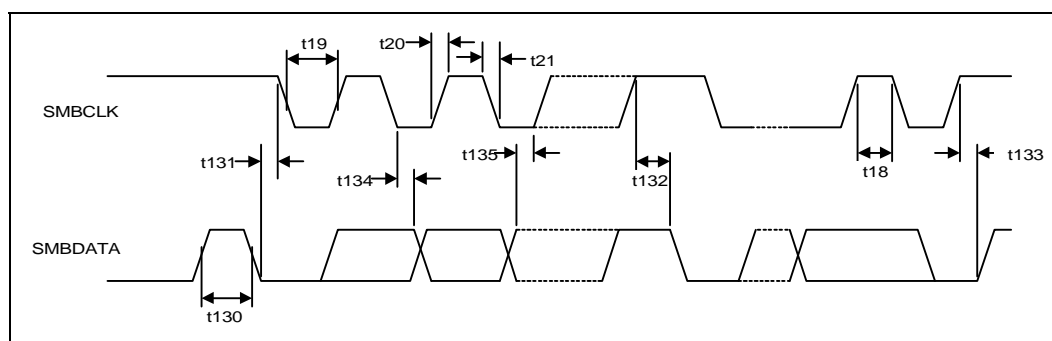 t19
t20
t21
SMBCLK
t131
t134
t135
t132
t18
t133
SMBDATA
t130